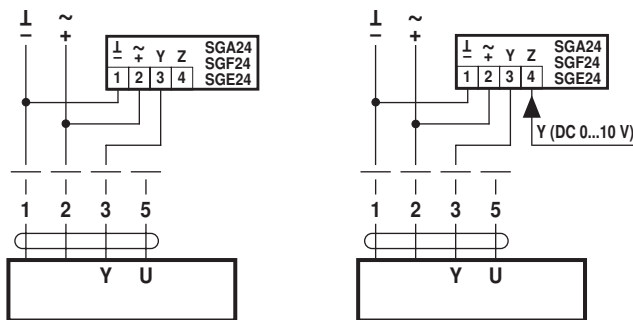 ⊥ ~
– +
⊥ ~ Y Z SGA24
– + SGF24
1 2 3 4 SGE24
1 2 3 5
Y U
⊥ ~
– +
⊥ ~ Y Z SGA24
– + SGF24
1 2 3 4 SGE24
Y (DC 0...10 V)
1 2 3 5
Y U